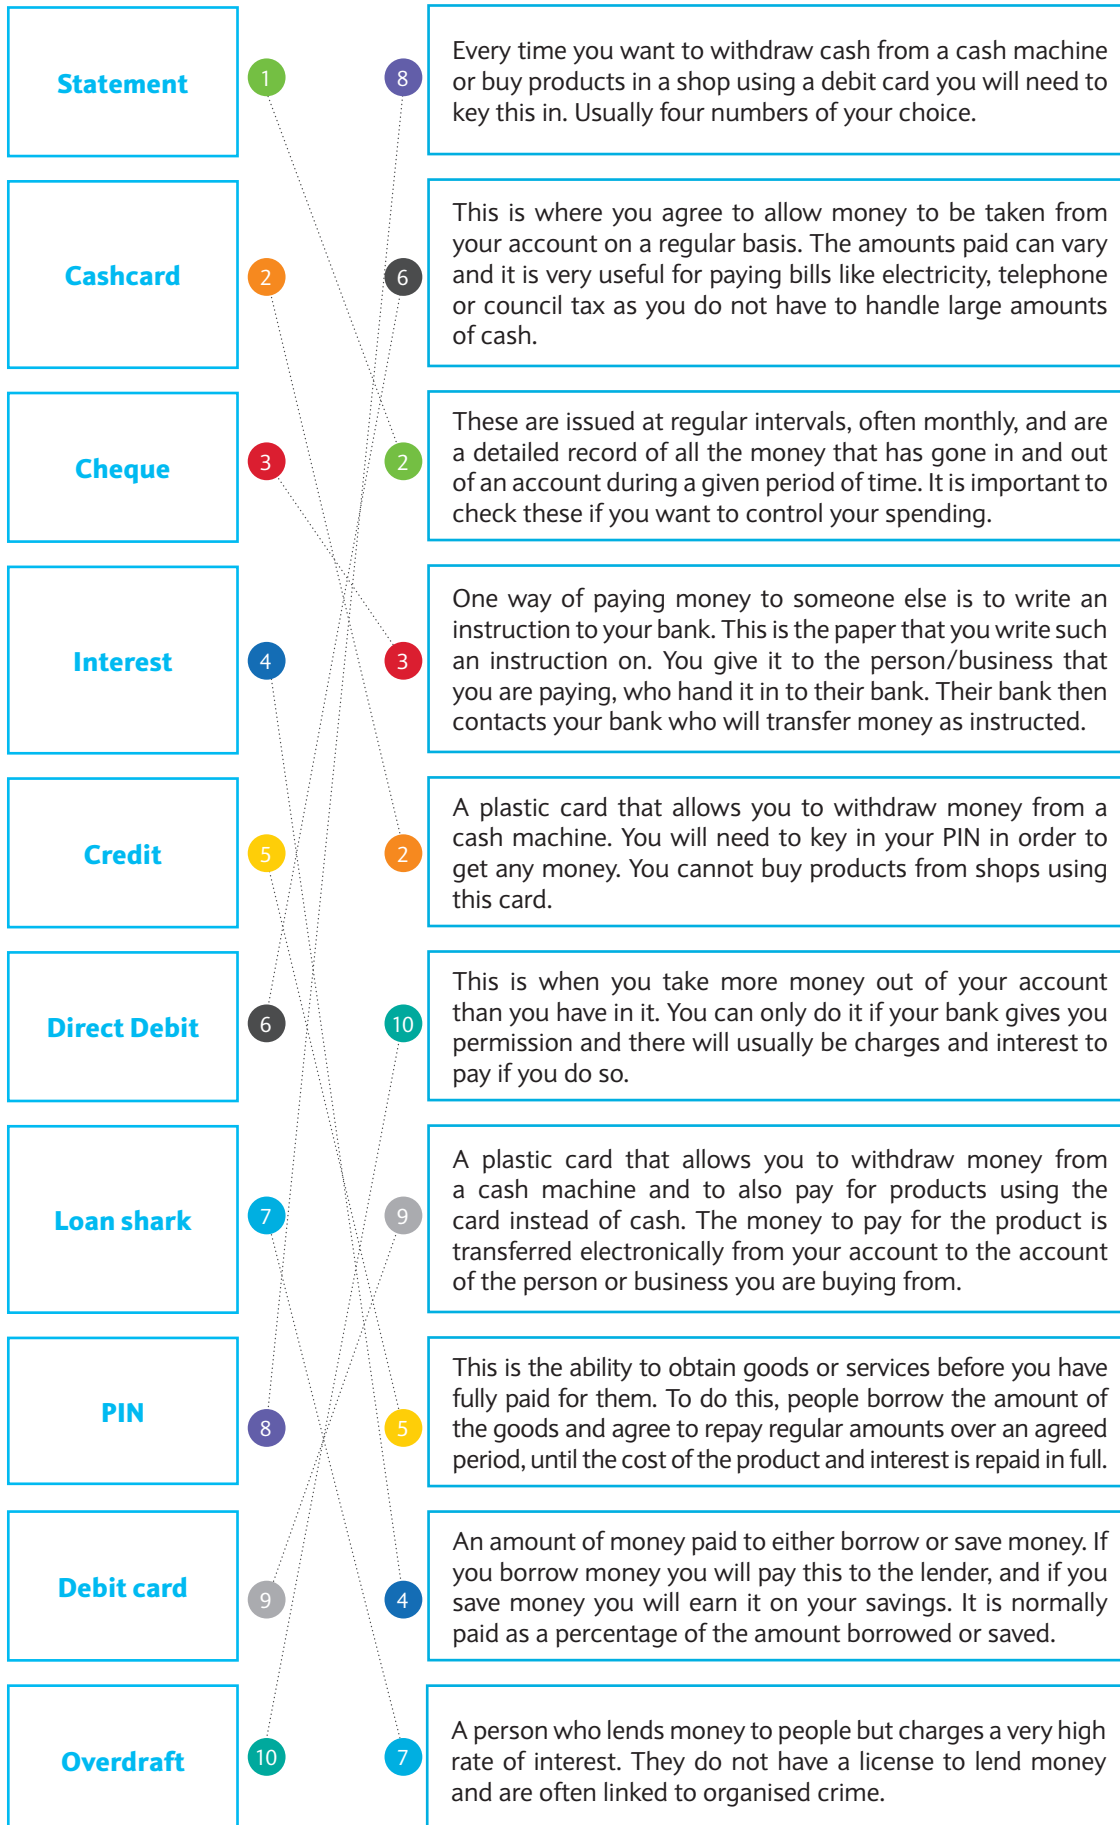 Statement
1
8
Every time you want to withdraw cash from a cash machine
or buy products in a shop using a debit card you will need to
key this in. Usually four numbers of your choice.
Cashcard
2
6
This is where you agree to allow money to be taken from
your account on a regular basis. The amounts paid can vary
and it is very useful for paying bills like electricity, telephone
or council tax as you do not have to handle large amounts
of cash.
Cheque
3
2
These are issued at regular intervals, often monthly, and are
a detailed record of all the money that has gone in and out
of an account during a given period of time. It is important to
check these if you want to control your spending.
Interest
4
3
One way of paying money to someone else is to write an
instruction to your bank. This is the paper that you write such
an instruction on. You give it to the person/business that
you are paying, who hand it in to their bank. Their bank then
contacts your bank who will transfer money as instructed.
Credit
5
2
A plastic card that allows you to withdraw money from a
cash machine. You will need to key in your PIN in order to
get any money. You cannot buy products from shops using
this card.
Direct Debit
6
10
This is when you take more money out of your account
than you have in it. You can only do it if your bank gives you
permission and there will usually be charges and interest to
pay if you do so.
Loan shark
7
9
A plastic card that allows you to withdraw money from
a cash machine and to also pay for products using the
card instead of cash. The money to pay for the product is
transferred electronically from your account to the account
of the person or business you are buying from.
PIN
8
5
This is the ability to obtain goods or services before you have
fully paid for them. To do this, people borrow the amount of
the goods and agree to repay regular amounts over an agreed
period, until the cost of the product and interest is repaid in full.
Debit card
9
4
An amount of money paid to either borrow or save money. If
you borrow money you will pay this to the lender, and if you
save money you will earn it on your savings. It is normally
paid as a percentage of the amount borrowed or saved.
Overdraft
10
7
A person who lends money to people but charges a very high
rate of interest. They do not have a license to lend money
and are often linked to organised crime.